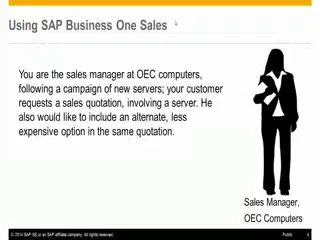 Using SAP Business One Sales
You are the sales manager at OEC computers,
following a campaign of new servers; your customer
requests a sales quotation, involving a server. He
also would like to include an alternate, less
expensive option in the same quotation.
Sales Manager,
OEC Computers
© 2014 SAP SE or an SAP affiliate company. All rights reserved.
Public
4